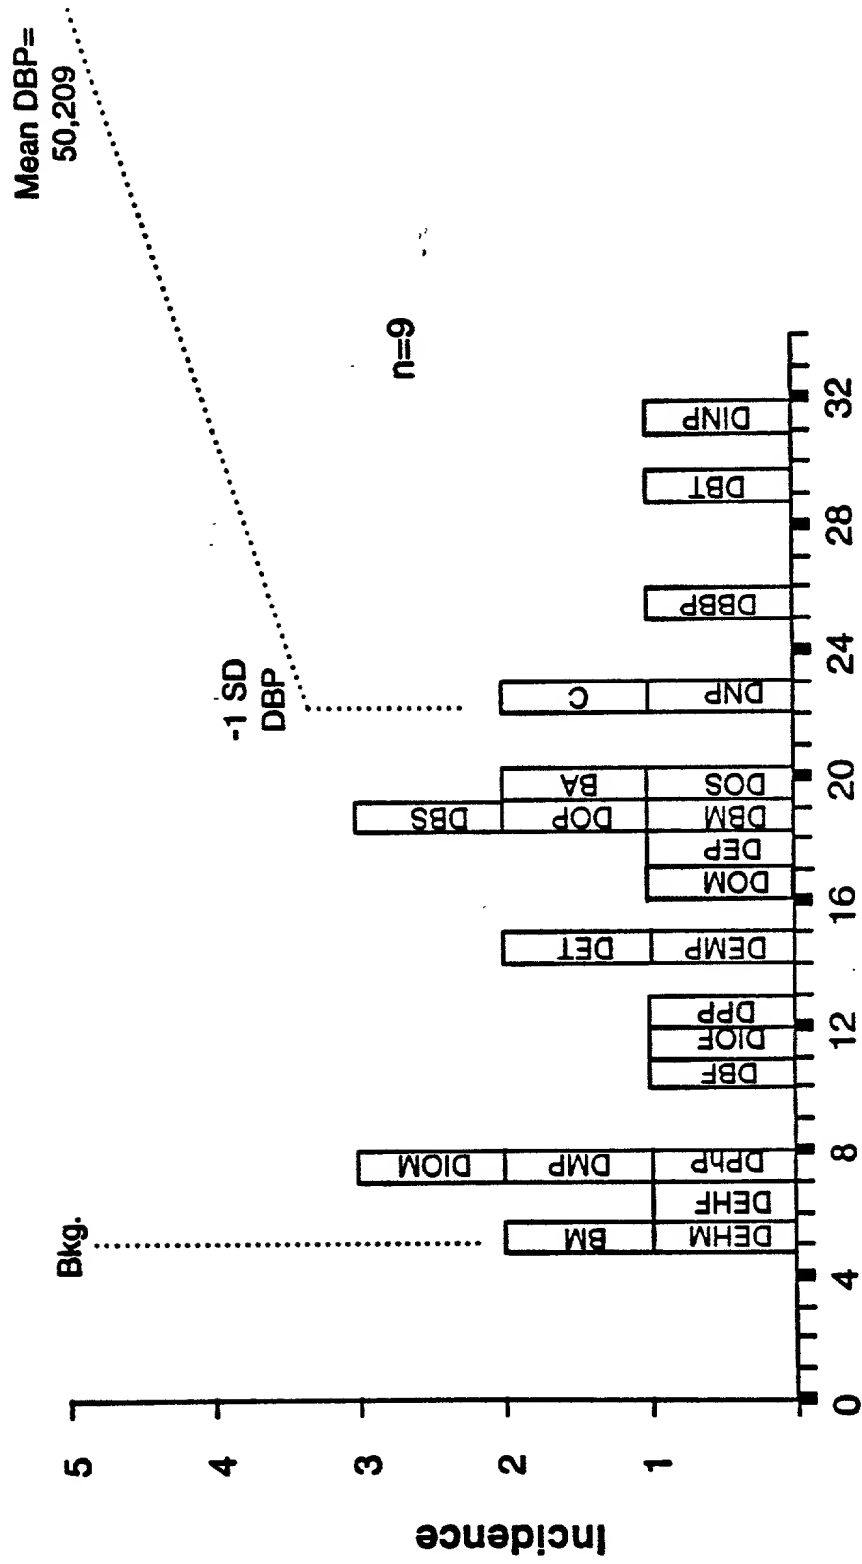 Mean DBP=
50,209
Bkg.
-1 SD
DBP
n=9
Incidence
5
4
3
2
1
0
4
8
12
16
20
24
28
32
BM
DEHM
DEHF
DIOM
DMP
DPhP
DBF
DIOF
DPP
DET
DEMP
DOM
DEP
DBS
DOP
DBM
BA
DOS
C
DNP
DBBP
DBT
DINP